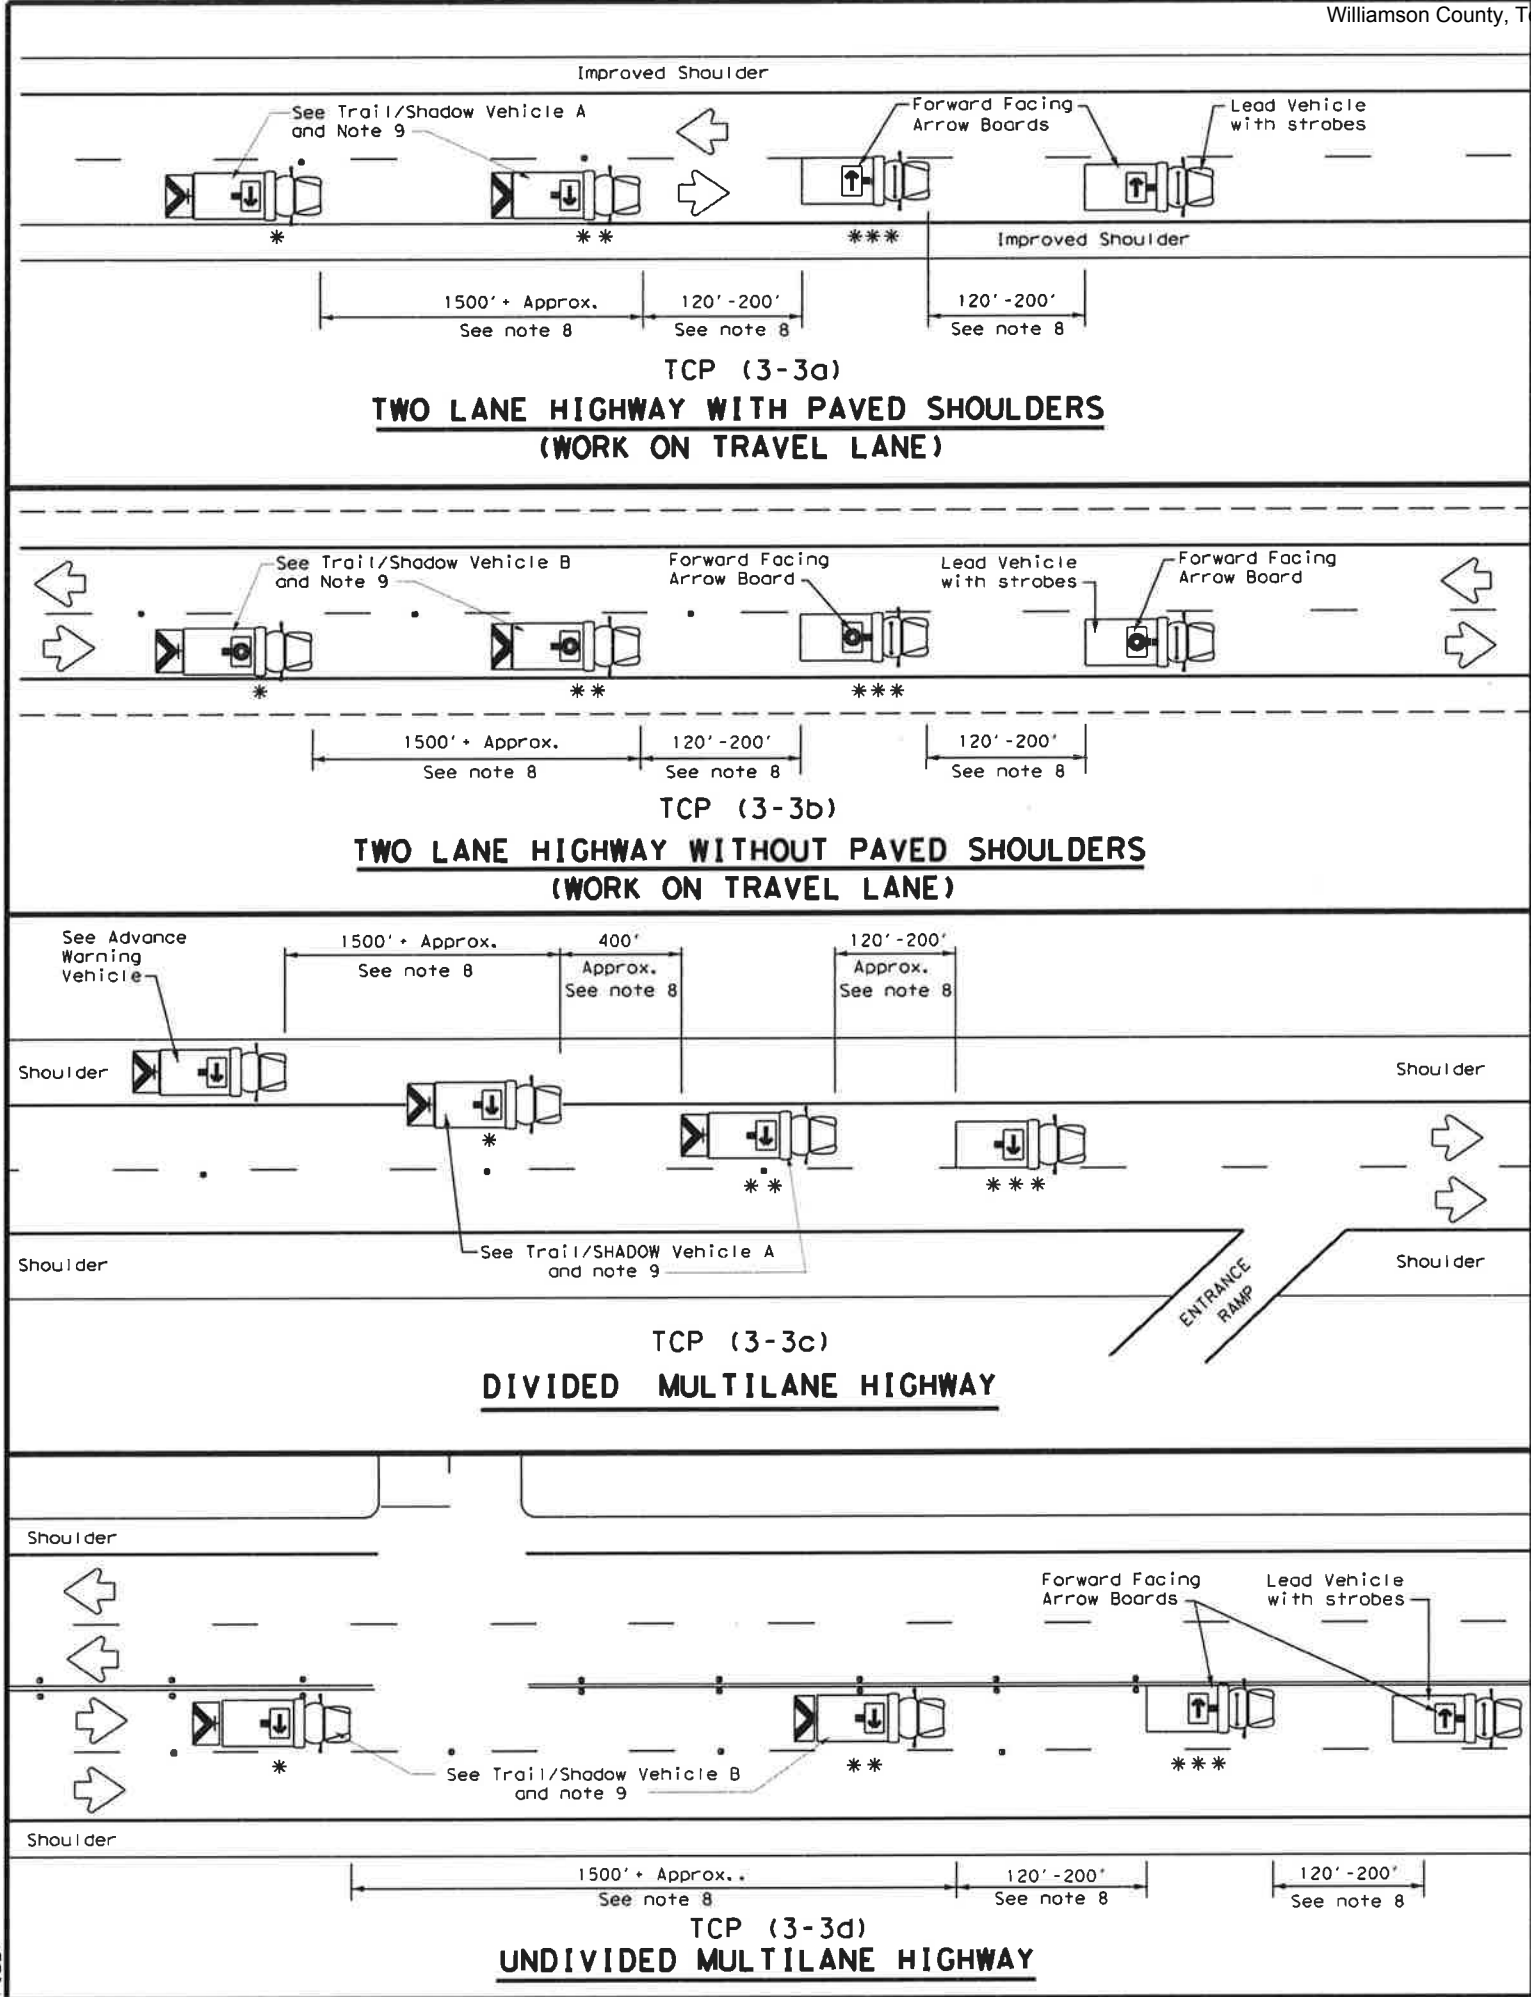 Williamson County, T
Improved Shoulder
See Trail/Shadow Vehicle A
and Note 9
Forward Facing
Arrow Boards
Lead Vehicle
with strobes
*
**
***
Improved Shoulder
1500'+ Approx.
See note 8
120'-200'
See note 8
120'-200'
See note 8
TCP (3-3a)
TWO LANE HIGHWAY WITH PAVED SHOULDERS
(WORK ON TRAVEL LANE)
See Trail/Shadow Vehicle B
and Note 9
Forward Facing
Arrow Board
Lead Vehicle
with strobes
Forward Facing
Arrow Board
*
**
***
1500'+ Approx.
See note 8
120'-200'
See note 8
120'-200'
See note 8
TCP (3-3b)
TWO LANE HIGHWAY WITHOUT PAVED SHOULDERS
(WORK ON TRAVEL LANE)
See Advance
Warning
Vehicle
1500'+ Approx.
See note 8
400'
Approx.
See note 8
120'-200'
Approx.
See note 8
Shoulder
Shoulder
*
**
***
See Trail/SHADOW Vehicle A
and note 9
Shoulder
Shoulder
ENTRANCE
RAMP
TCP (3-3c)
DIVIDED MULTILANE HIGHWAY
Shoulder
Forward Facing
Arrow Boards
Lead Vehicle
with strobes
*
**
***
See Trail/Shadow Vehicle B
and note 9
Shoulder
1500'+ Approx..
See note 8
120'-200'
See note 8
120'-200'
See note 8
TCP (3-3d)
UNDIVIDED MULTILANE HIGHWAY